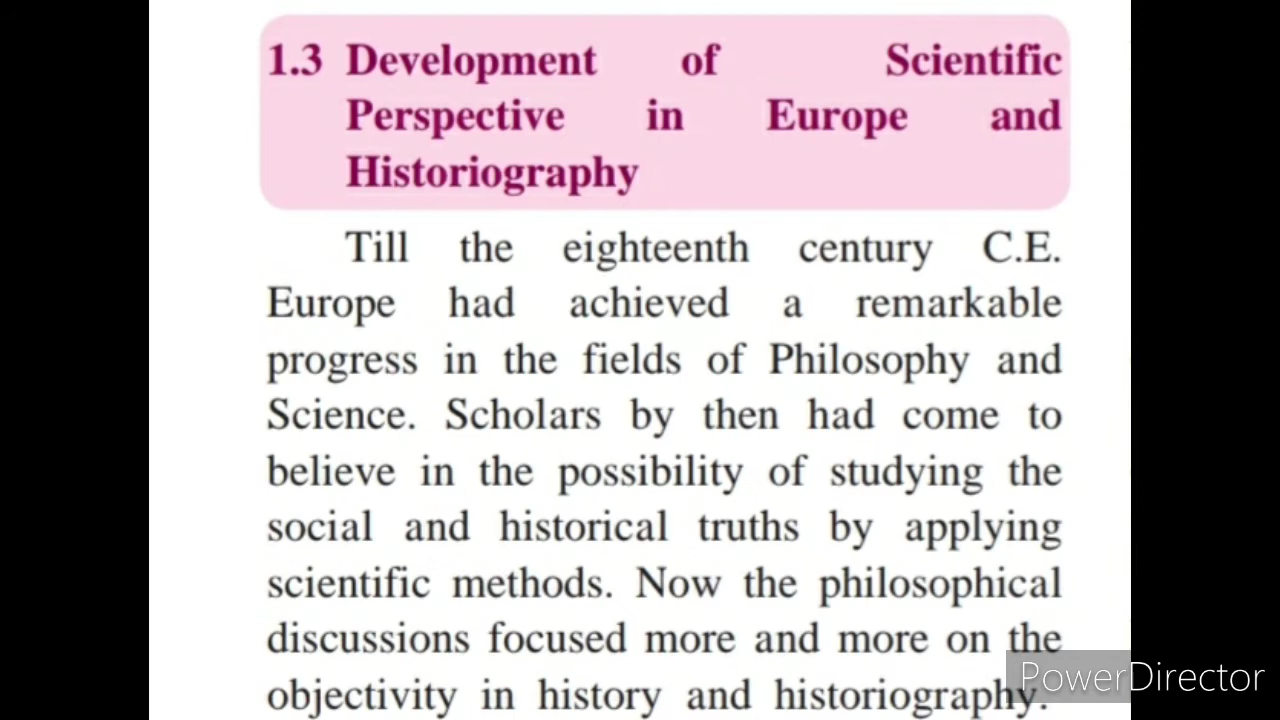 1.3 Development of Scientific
Perspective in Europe and
Historiography
Till the eighteenth century C.E.
Europe had achieved a remarkable
progress in the fields of Philosophy and
Science. Scholars by then had come to
believe in the possibility of studying the
social and historical truths by applying
scientific methods. Now the philosophical
discussions focused more and more on the
objectivity in history and historiography.
PowerDirector